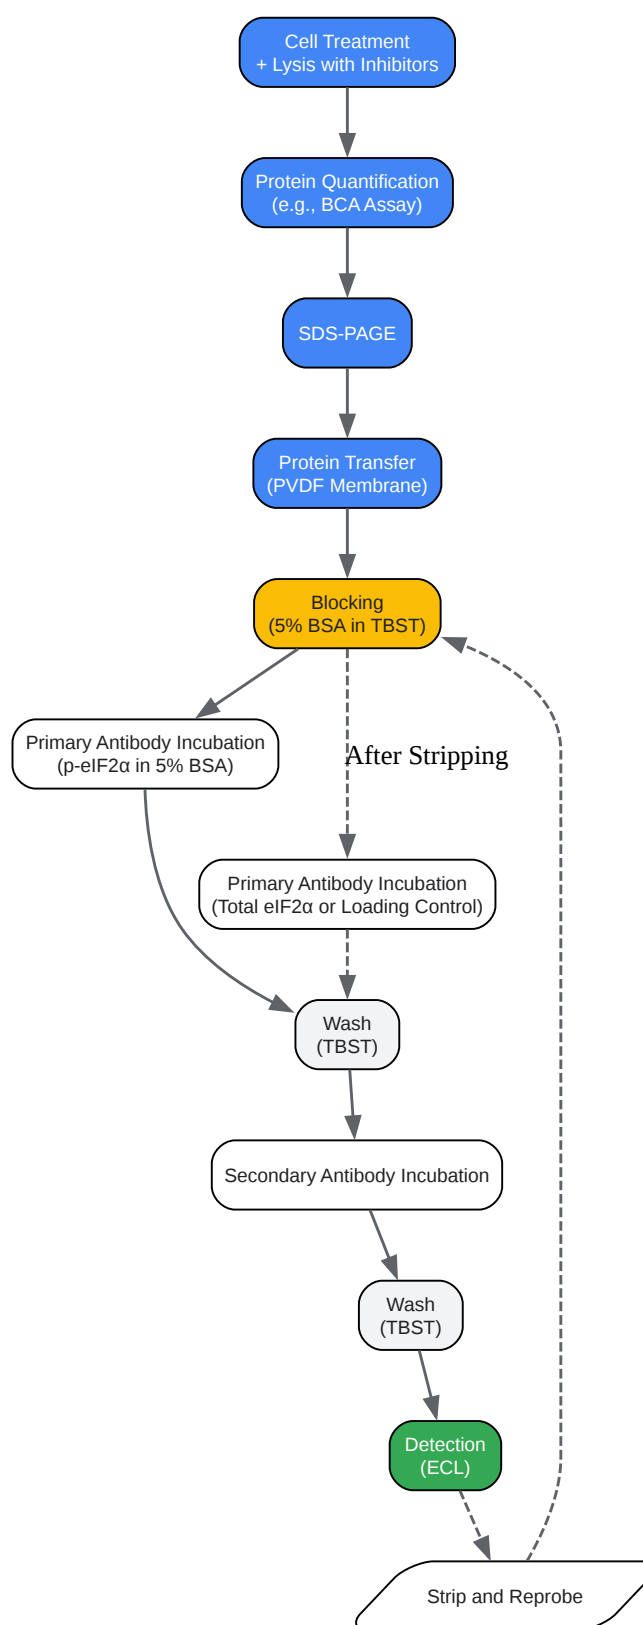 Cell Treatment
+ Lysis with Inhibitors
Protein Quantification
(e.g., BCA Assay)
SDS-PAGE
Protein Transfer
(PVDF Membrane)
Blocking
(5% BSA in TBST)
Primary Antibody Incubation
(p-eIF2α in 5% BSA)
After Stripping
Primary Antibody Incubation
(Total eIF2α or Loading Control)
Wash
(TBST)
Secondary Antibody Incubation
Wash
(TBST)
Detection
(ECL)
Strip and Reprobe